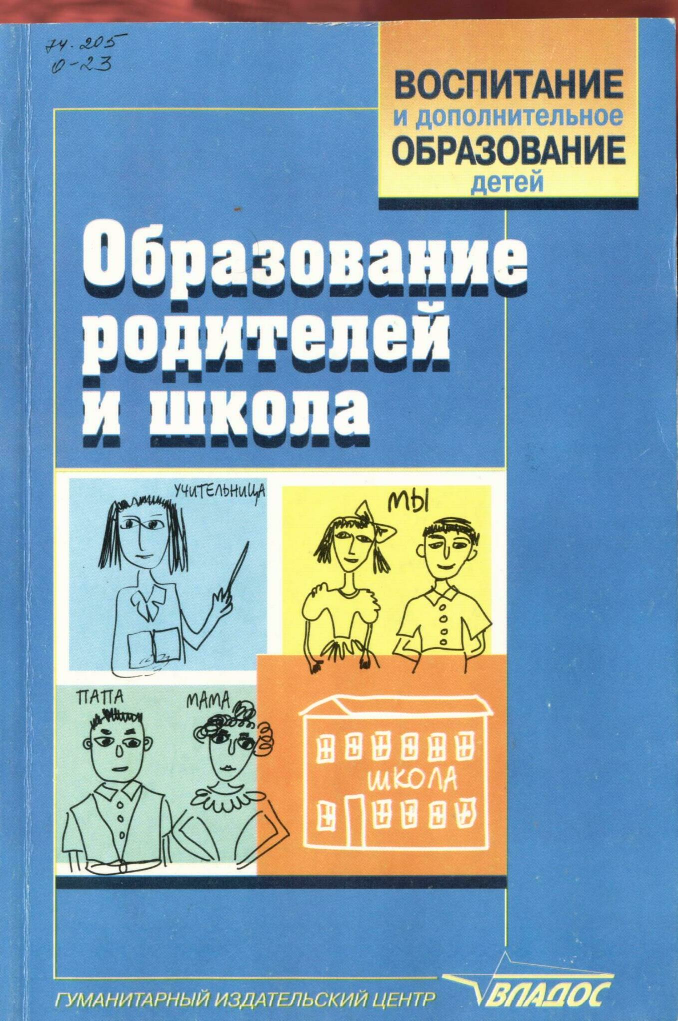 74.205
О-23
ВОСПИТАНИЕ
и дополнительное
ОБРАЗОВАНИЕ
детей
Образование
родителей
и школа
УЧИТЕЛЬНИЦА
МЫ
ПАПА
МАМА
ШКОЛА
ГУМАНИТАРНЫЙ ИЗДАТЕЛЬСКИЙ ЦЕНТР
ВЛАДОС